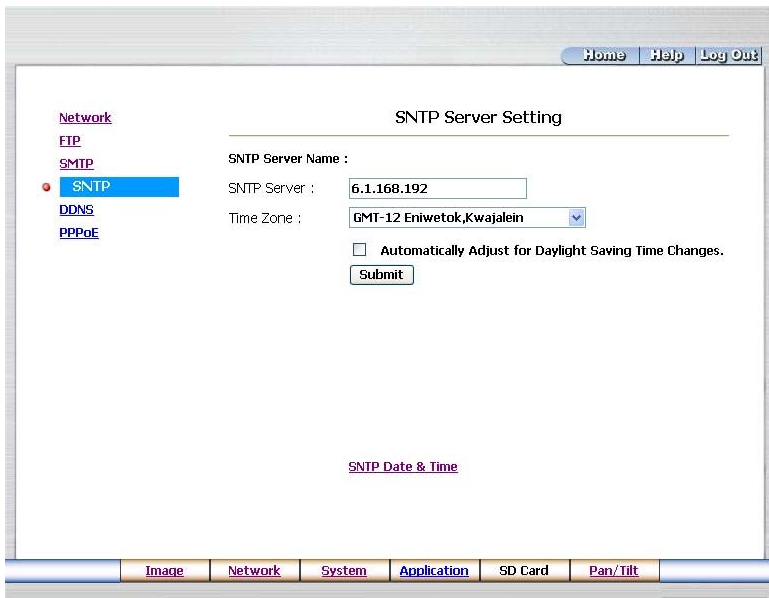 Home Help Log Out
Network
FTP
SMTP
SNTP
DDNS
PPPoE
SNTP Server Setting
SNTP Server Name :
SNTP Server : 6.1.168.192
Time Zone : GMT-12 Eniwetok,Kwajalein
Automatically Adjust for Daylight Saving Time Changes.
Submit
SNTP Date & Time
Image Network System Application SD Card Pan/Tilt